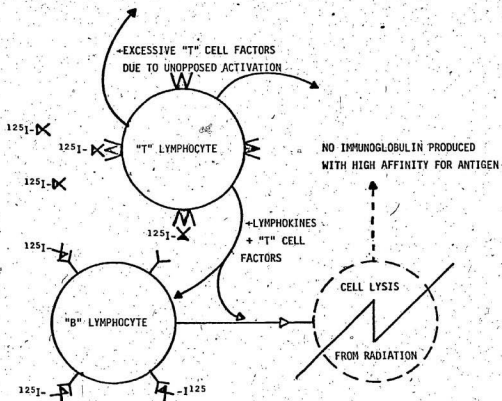 ←EXCESSIVE "T" CELL FACTORS
DUE TO UNOPPOSED ACTIVATION
125I-
125I-
"T" LYMPHOCYTE
125I-
NO IMMUNOGLOBULIN PRODUCED
WITH HIGH AFFINITY FOR ANTIGEN
125I-
←LYMPHOKINES
+ "T" CELL
FACTORS
125I-
"B" LYMPHOCYTE
CELL LYSIS
FROM RADIATION
125I-
-I125